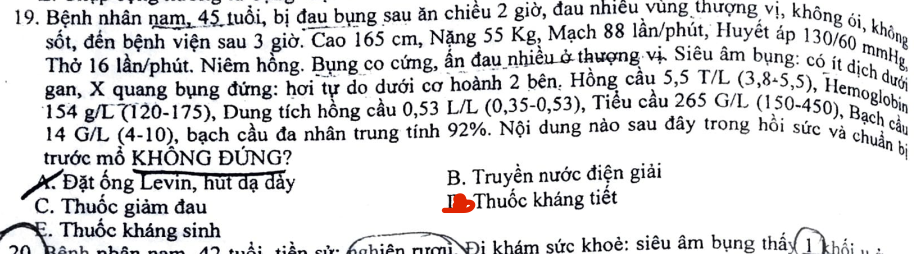 19. Bệnh nhân nam, 45 tuổi, bị đau bụng sau ăn chiều 2 giờ, đau nhiều vùng thượng vị, không ói, không
sốt, đến bệnh viện sau 3 giờ. Cao 165 cm, Nặng 55 Kg, Mạch 88 lần/phút, Huyết áp 130/60 mmHg,
Thở 16 lần/phút. Niêm hồng. Bụng co cứng, ấn đau nhiều ở thượng vị. Siêu âm bụng: có ít dịch dưới
gan, X quang bụng đứng: hơi tự do dưới cơ hoành 2 bên. Hồng cầu 5,5 T/L (3,8-5,5), Hemoglobin
154 g/L (120-175), Dung tích hồng cầu 0,53 L/L (0,35-0,53), Tiểu cầu 265 G/L (150-450), Bạch cầu
14 G/L (4-10), bạch cầu đa nhân trung tính 92%. Nội dung nào sau đây trong hồi sức và chuẩn bị
trước mổ KHÔNG ĐÚNG?
A. Đặt ống Levin, hút dạ dày
B. Truyền nước điện giải
C. Thuốc giảm đau
Thuốc kháng tiết
E. Thuốc kháng sinh
20. Bệnh nhân nam, 42 tuổi, tiền sử: nghiện rượu. Đi khám sức khoẻ: siêu âm bụng thấy 1 khối